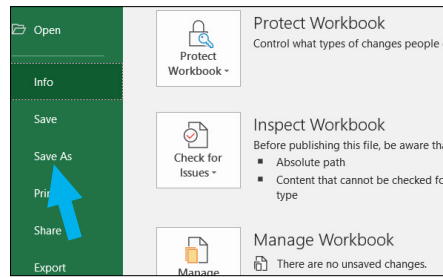 Open
Info
Save
Save As
Share
Export
Protect
Workbook
Protect Workbook
Control what types of changes people
Check for
Issues
Inspect Workbook
Before publishing this file, be aware
Absolute path
Content that cannot be checked
type
Manage
Manage Workbook
There are no unsaved changes.